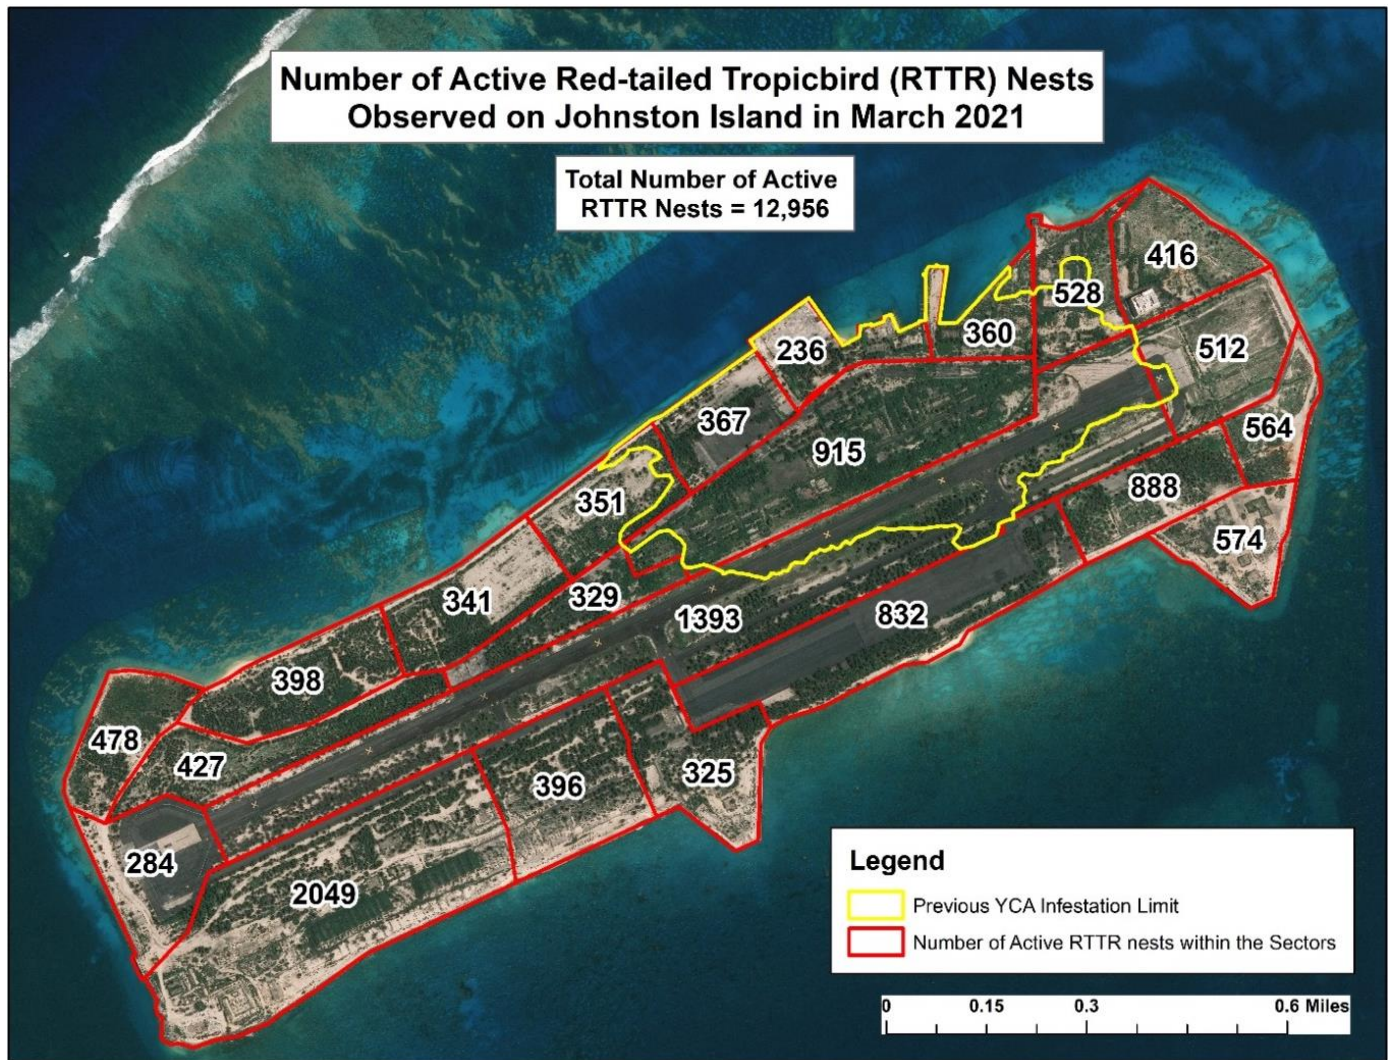 Number of Active Red-tailed Tropicbird (RTTR) Nests
Observed on Johnston Island in March 2021
Total Number of Active
RTTR Nests = 12,956
416
528
360
236
512
367
564
915
888
351
574
341
329
1393
832
398
478
427
325
396
284
2049
Legend
Previous YCA Infestation Limit
Number of Active RTTR nests within the Sectors
0 0.15 0.3 0.6 Miles